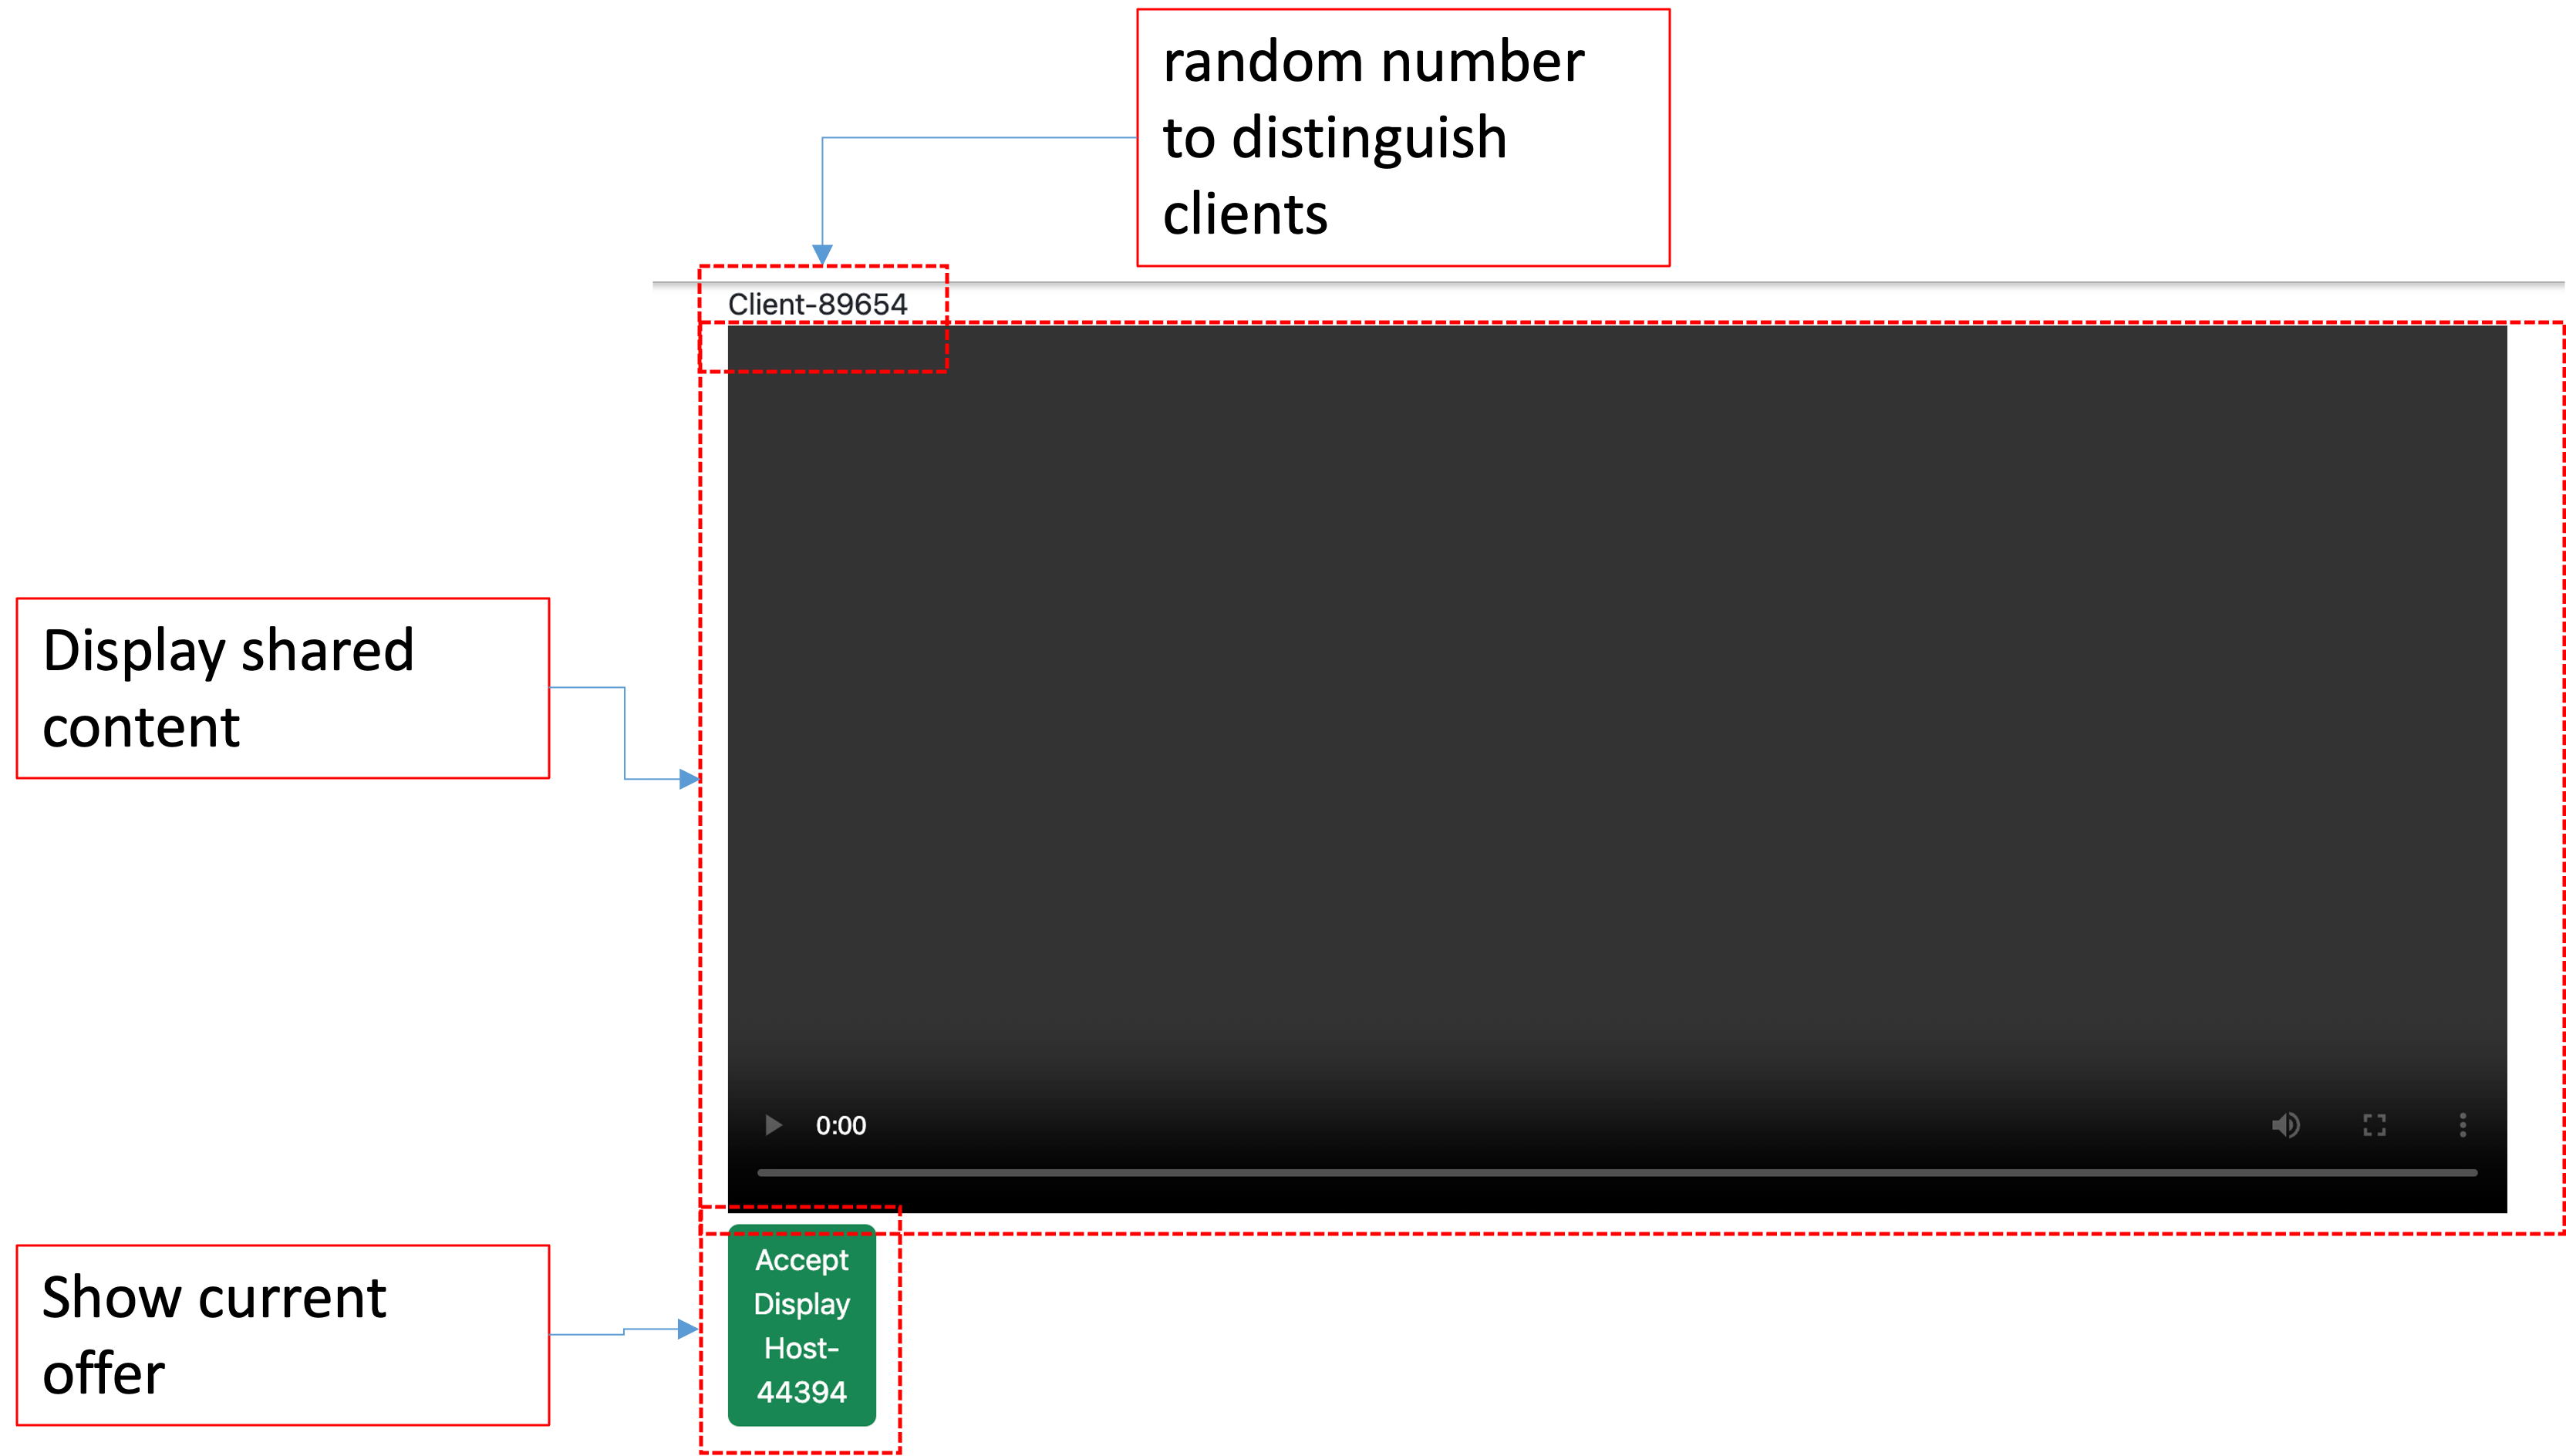 random number
to distinguish
clients
Client-89654
Display shared
content
0:00
Accept
Display
Host-
44394
Show current
offer